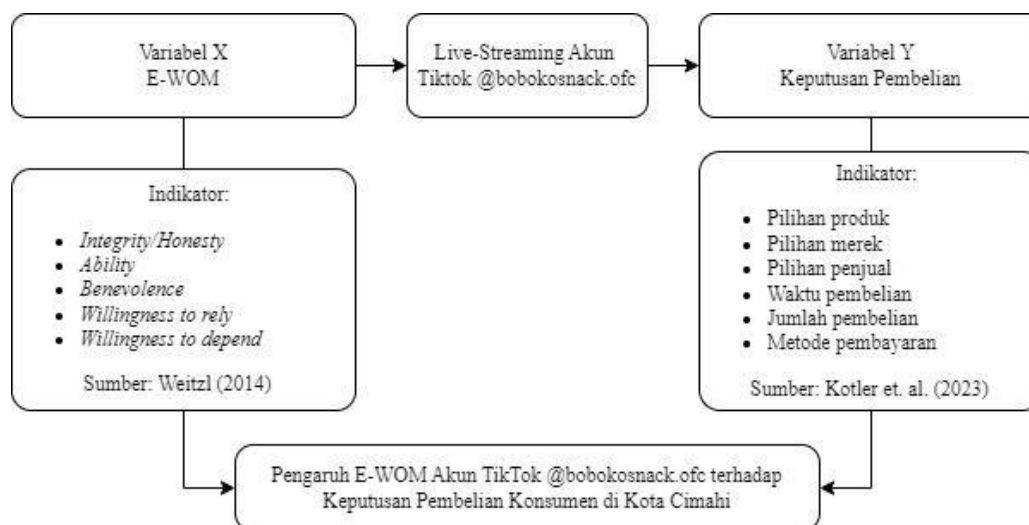 Variabel X
E-WOM
Live-Streaming Akun
Tiktok @bobokosnack.ofc
Variabel Y
Keputusan Pembelian
Indikator:
• Integrity/Honesty
• Ability
• Benevolence
• Willingness to rely
• Willingness to depend
Sumber: Weitzl (2014)
Indikator:
• Pilihan produk
• Pilihan merek
• Pilihan penjual
• Waktu pembelian
• Jumlah pembelian
• Metode pembayaran
Sumber: Kotler et. al. (2023)
Pengaruh E-WOM Akun TikTok @bobokosnack.ofc terhadap
Keputusan Pembelian Konsumen di Kota Cimahi